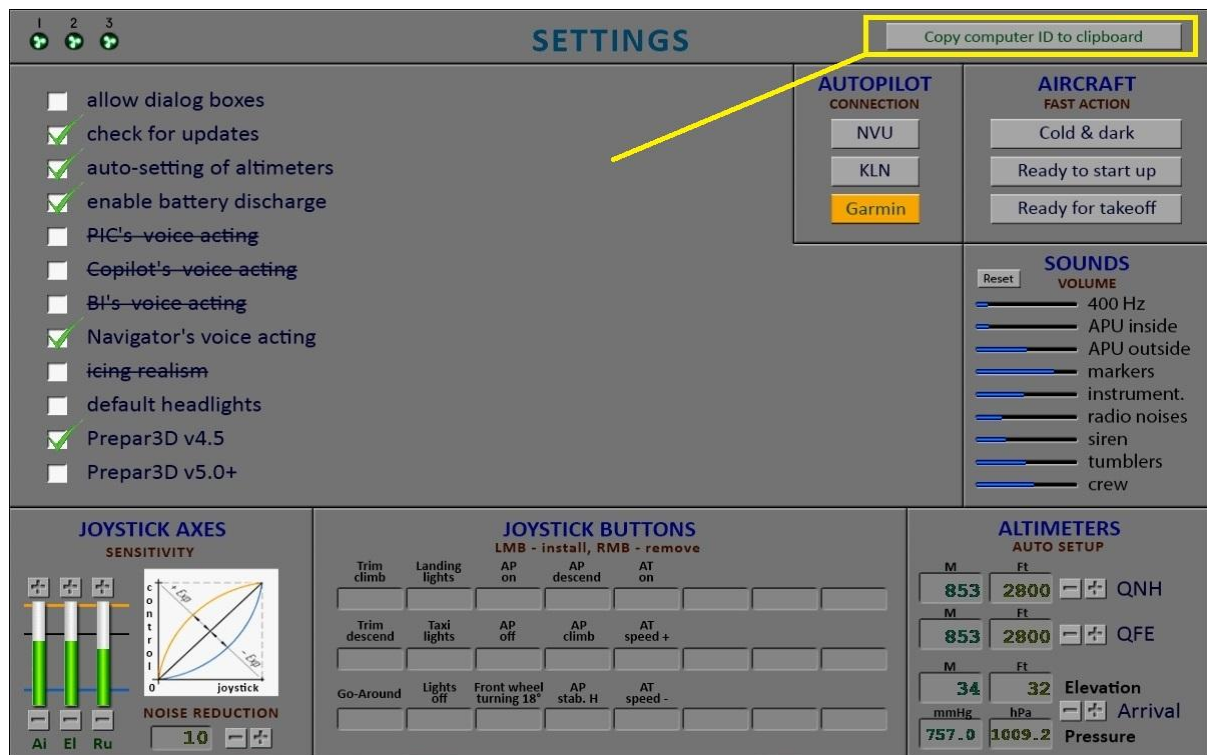 1 2 3
SETTINGS
Copy computer ID to clipboard
allow dialog boxes
check for updates
auto-setting of altimeters
enable battery discharge
PIC's voice acting
Copilot's voice acting
BI's voice acting
Navigator's voice acting
icing realism
default headlights
Prepar3D v4.5
Prepar3D v5.0+
AUTOPILOT
CONNECTION
NVU
KLN
Garmin
AIRCRAFT
FAST ACTION
Cold & dark
Ready to start up
Ready for takeoff
SOUNDS
Reset
VOLUME
400 Hz
APU inside
APU outside
markers
instrument.
radio noises
siren
tumblers
crew
JOYSTICK AXES
SENSITIVITY
control
+ Exp
- Exp
0 joystick
Ai El Ru
NOISE REDUCTION
10
JOYSTICK BUTTONS
LMB - install, RMB - remove
Trim climb
Landing lights
AP on
AP descend
AT on
Trim descend
Taxi lights
AP off
AP climb
AT speed +
Go-Around
Lights off
Front wheel turning 18°
AP stab. H
AT speed -
ALTIMETERS
AUTO SETUP
M Ft
853 2800 QNH
M Ft
853 2800 QFE
M Ft
34 32 Elevation
Arrival
mmHg hPa
757.0 1009.2 Pressure